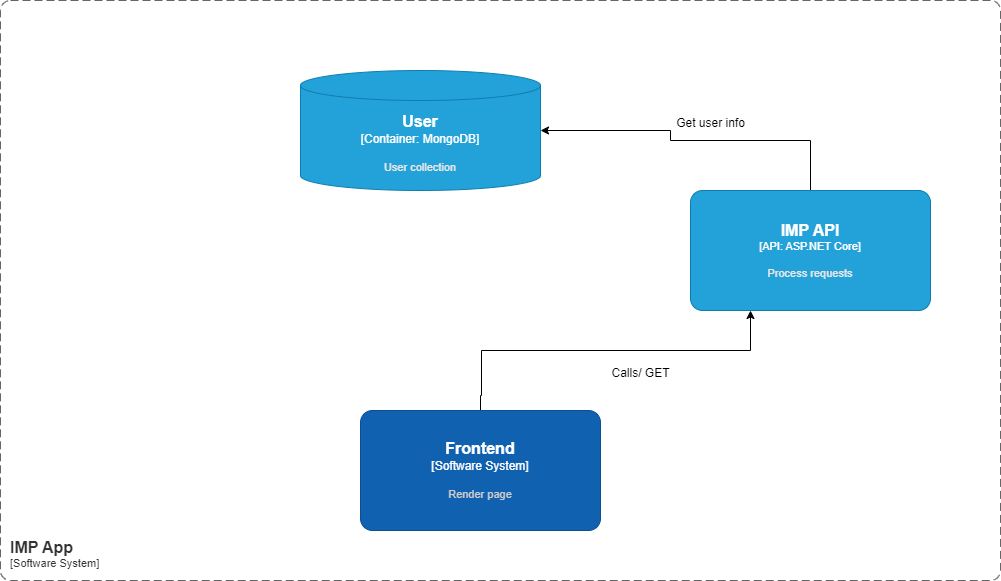 User
[Container: MongoDB]
User collection
Get user info
IMP API
[API: ASP.NET Core]
Process requests
Calls/ GET
Frontend
[Software System]
Render page
IMP App
[Software System]